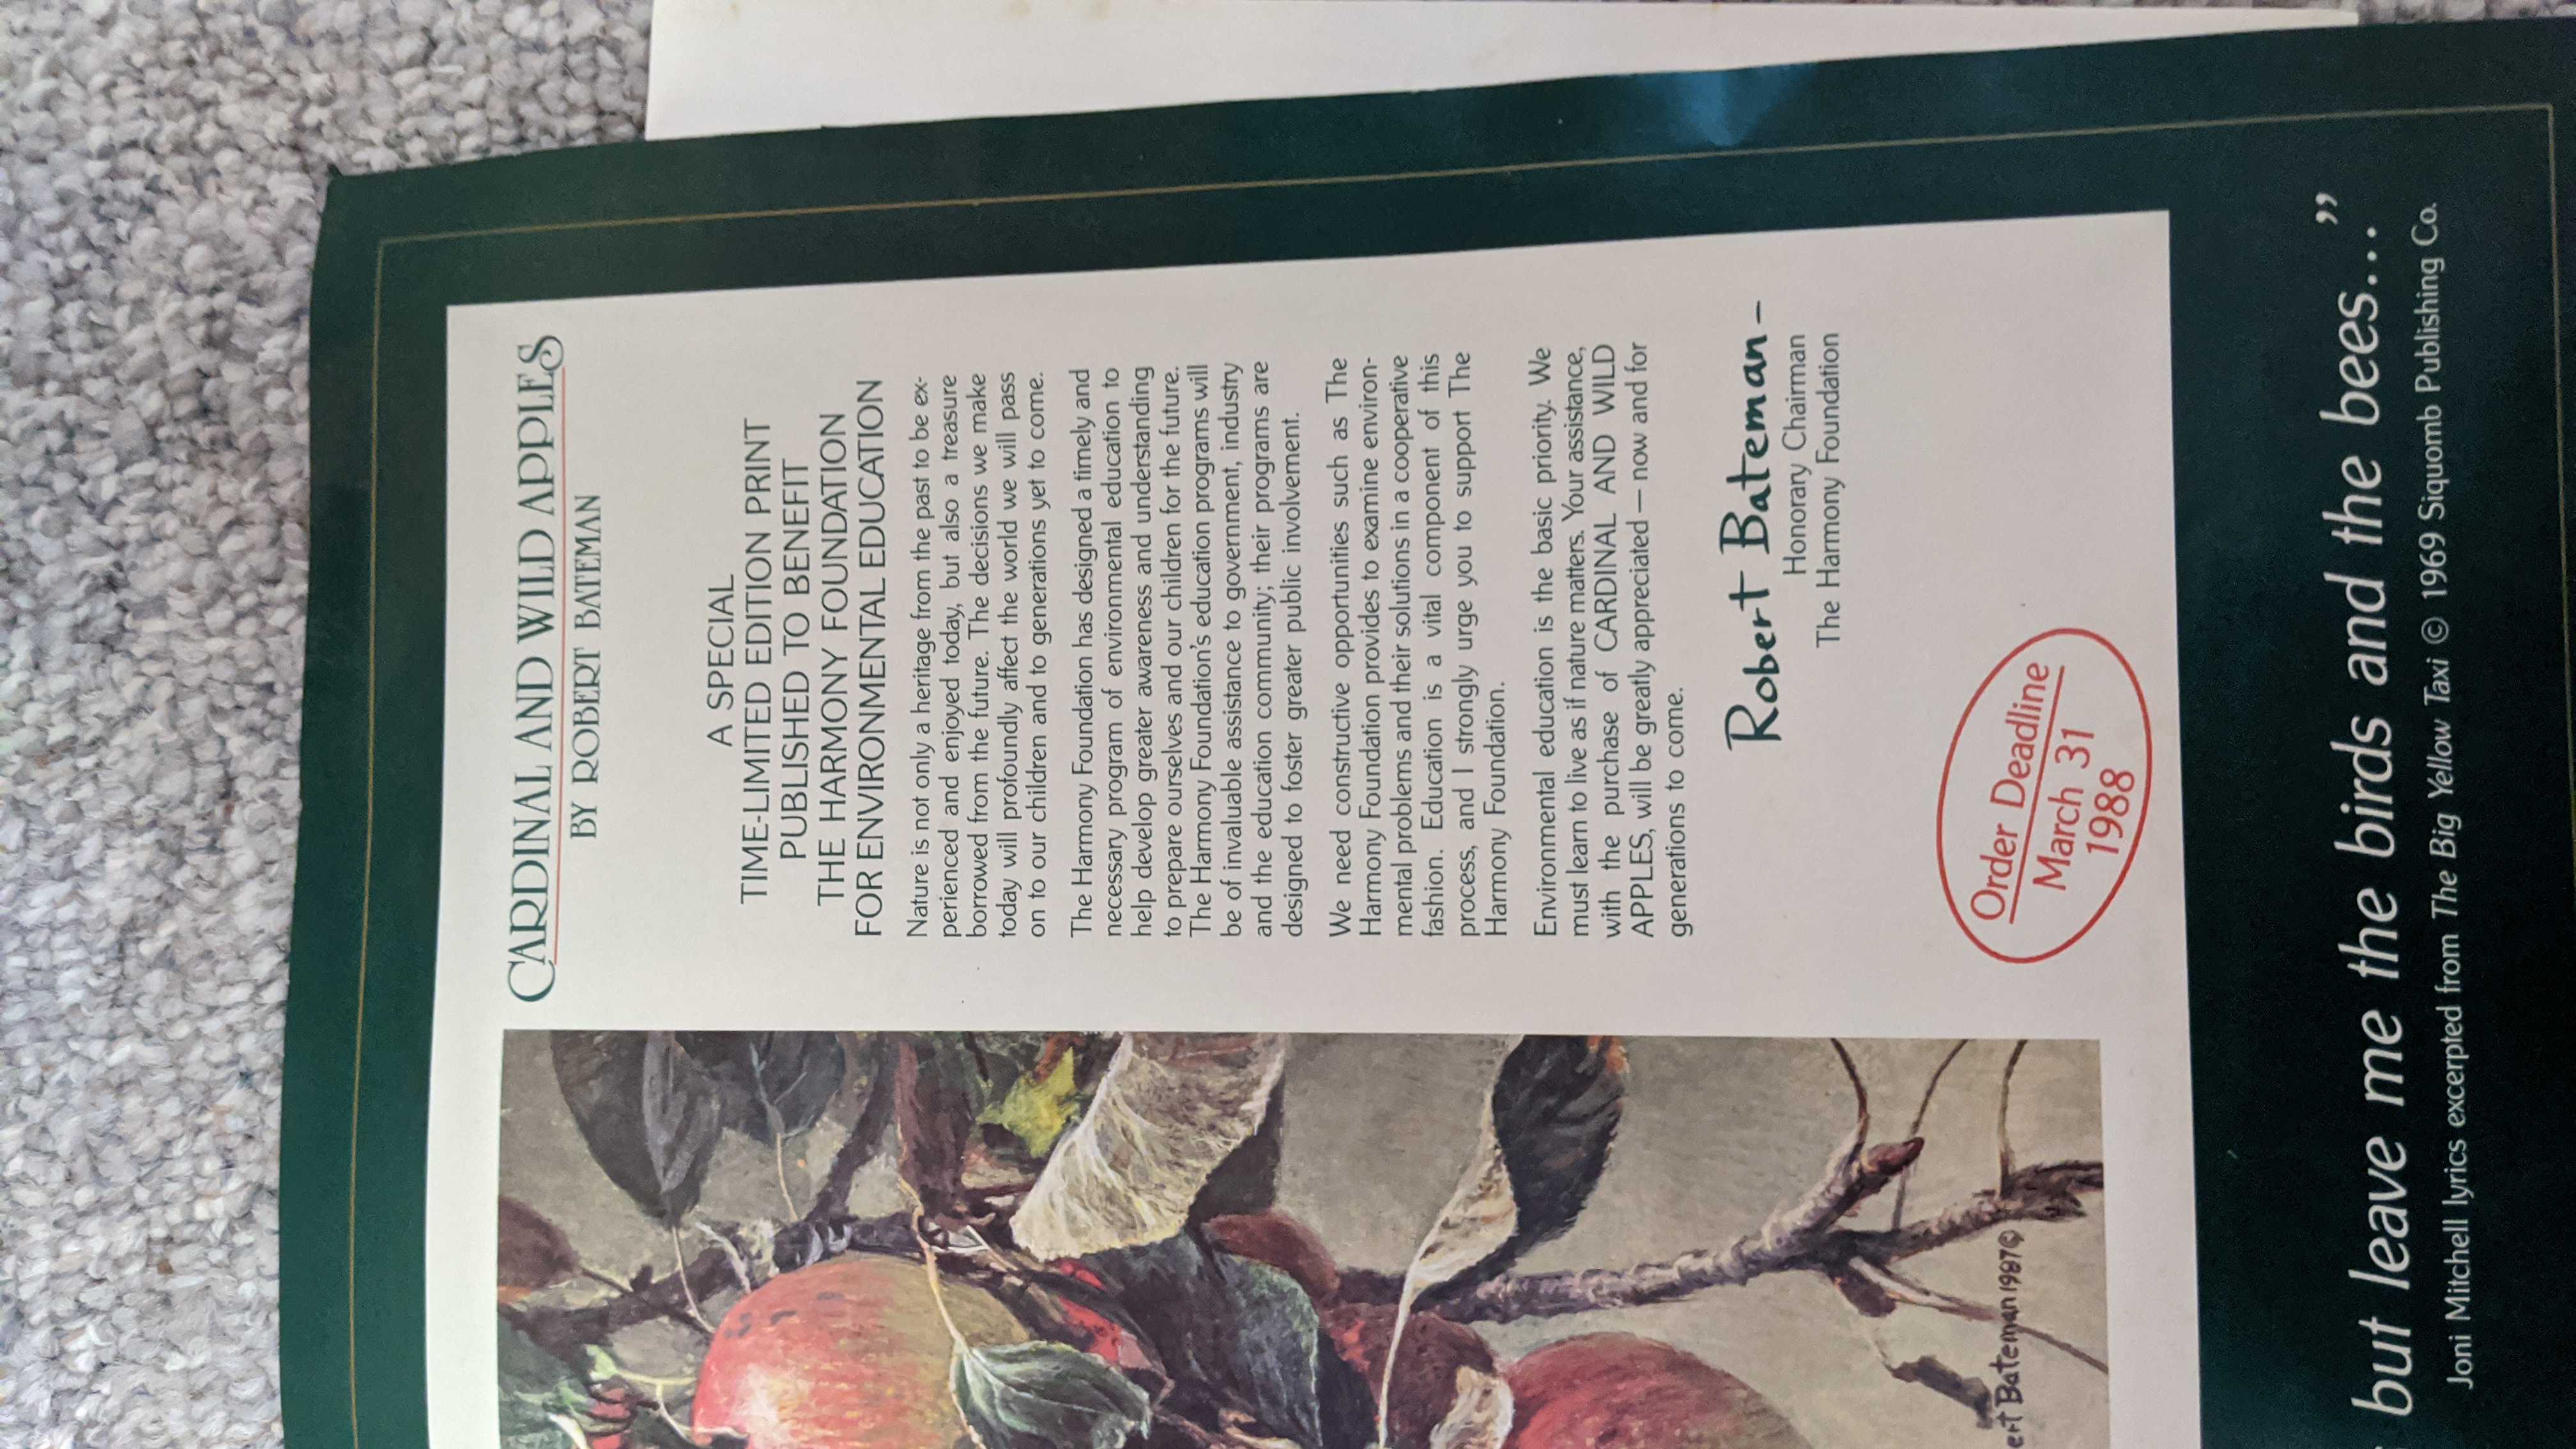 CARDINAL AND WILD APPLES
BY ROBERT BATEMAN
A SPECIAL
TIME-LIMITED EDITION PRINT
PUBLISHED TO BENEFIT
THE HARMONY FOUNDATION
FOR ENVIRONMENTAL EDUCATION
Nature is not only a heritage from the past to be ex-
perienced and enjoyed today, but also a treasure
borrowed from the future. The decisions we make
today will profoundly affect the world we will pass
on to our children and to generations yet to come.
The Harmony Foundation has designed a timely and
necessary program of environmental education to
help develop greater awareness and understanding
to prepare ourselves and our children for the future.
The Harmony Foundation's education programs will
be of invaluable assistance to government, industry
and the education community; their programs are
designed to foster greater public involvement.
We need constructive opportunities such as The
Harmony Foundation provides to examine environ-
mental problems and their solutions in a cooperative
fashion. Education is a vital component of this
process, and I strongly urge you to support The
Harmony Foundation.
Environmental education is the basic priority. We
must learn to live as if nature matters. Your assistance,
with the purchase of CARDINAL AND WILD
APPLES, will be greatly appreciated — now and for
generations to come.
Robert Bateman –
Honorary Chairman
The Harmony Foundation
Order Deadline
March 31
1988
Bateman 1987 ©
but leave me the birds and the bees..."
Joni Mitchell lyrics excerpted from The Big Yellow Taxi © 1969 Siquomb Publishing Co.